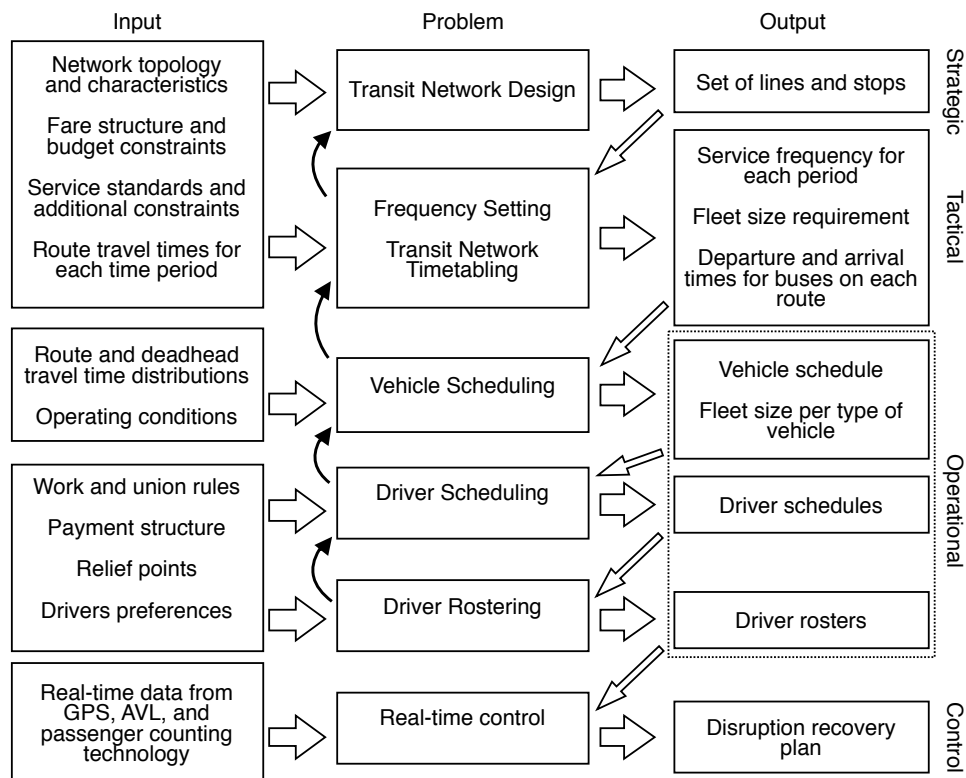 Input
Problem
Output
Network topology
and characteristics
Fare structure and
budget constraints
Service standards and
additional constraints
Route travel times for
each time period
Transit Network Design
Set of lines and stops
Strategic
Frequency Setting
Transit Network
Timetabling
Service frequency for
each period
Fleet size requirement
Departure and arrival
times for buses on each
route
Tactical
Route and deadhead
travel time distributions
Operating conditions
Vehicle Scheduling
Vehicle schedule
Fleet size per type of
vehicle
Work and union rules
Payment structure
Relief points
Drivers preferences
Driver Scheduling
Driver schedules
Operational
Driver Rostering
Driver rosters
Real-time data from
GPS, AVL, and
passenger counting
technology
Real-time control
Disruption recovery
plan
Control